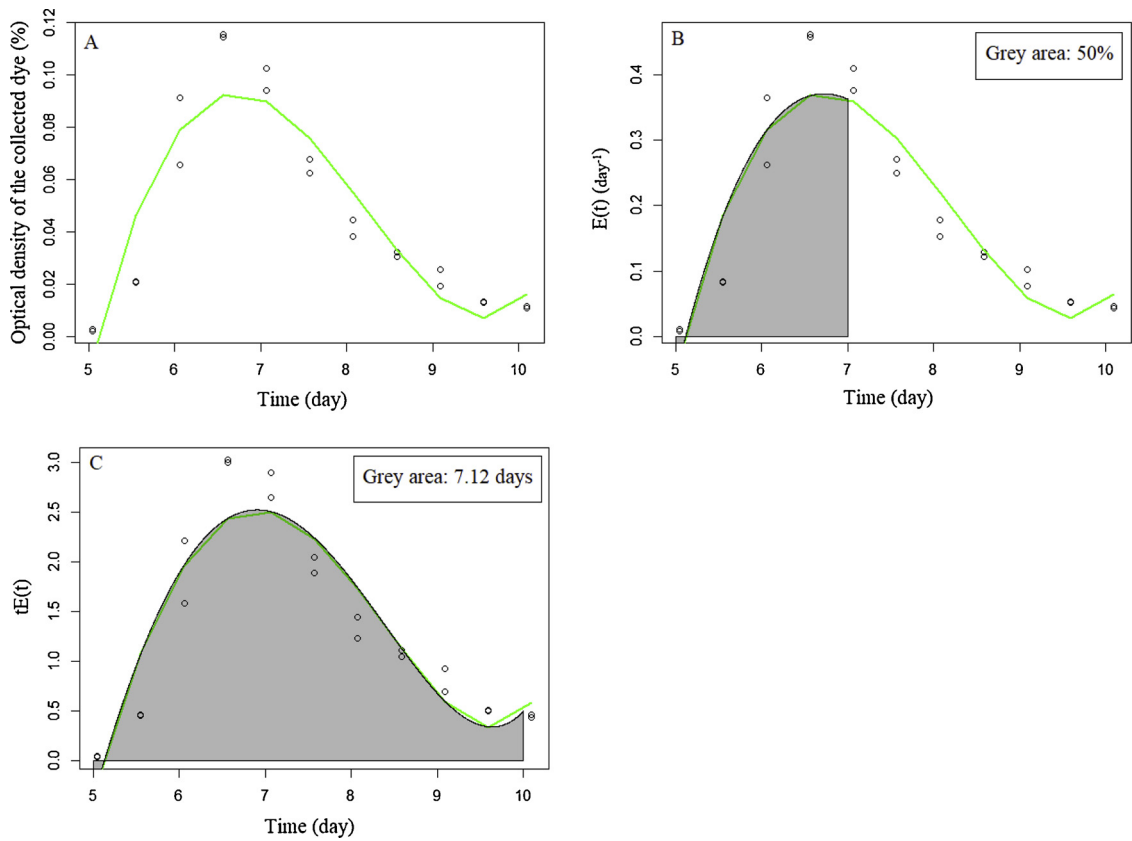 A
Optical density of the collected dye (%)
0.00 0.02 0.04 0.06 0.08 0.10 0.12
5 6 7 8 9 10
Time (day)
B
Grey area: 50%
E(t) (day-1)
0.0 0.1 0.2 0.3 0.4
5 6 7 8 9 10
Time (day)
C
Grey area: 7.12 days
tE(t)
0.0 0.5 1.0 1.5 2.0 2.5 3.0
5 6 7 8 9 10
Time (day)